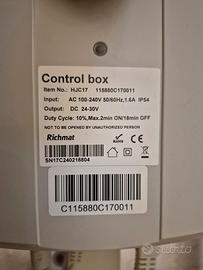 Control box
Item No.: HJC17 115880C170011
Input: AC 100-240V 50/60Hz,1.6A IP54
Output: DC 24-30V
Duty Cycle: 10%,Max,2min ON/18min OFF
NOT TO BE OPENED BY UNAUTHORIZED PERSON
Richmat
SN17C240218804
C115880C170011
subito